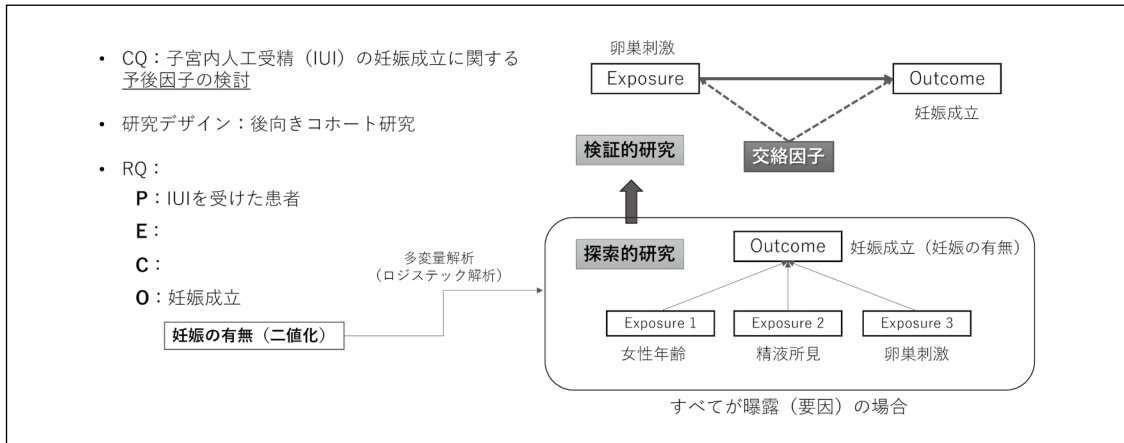 • CQ：子宮内人工受精（IUI）の妊娠成立に関する
予後因子の検討
• 研究デザイン：後向きコホート研究
• RQ：
P：IUIを受けた患者
E：
C：
O：妊娠成立
妊娠の有無（二値化）
多変量解析
（ロジステック解析）
卵巣刺激
Exposure
Outcome
妊娠成立
交絡因子
検証的研究
探索的研究
Outcome
妊娠成立（妊娠の有無）
Exposure 1
Exposure 2
Exposure 3
女性年齢
精液所見
卵巣刺激
すべてが曝露（要因）の場合